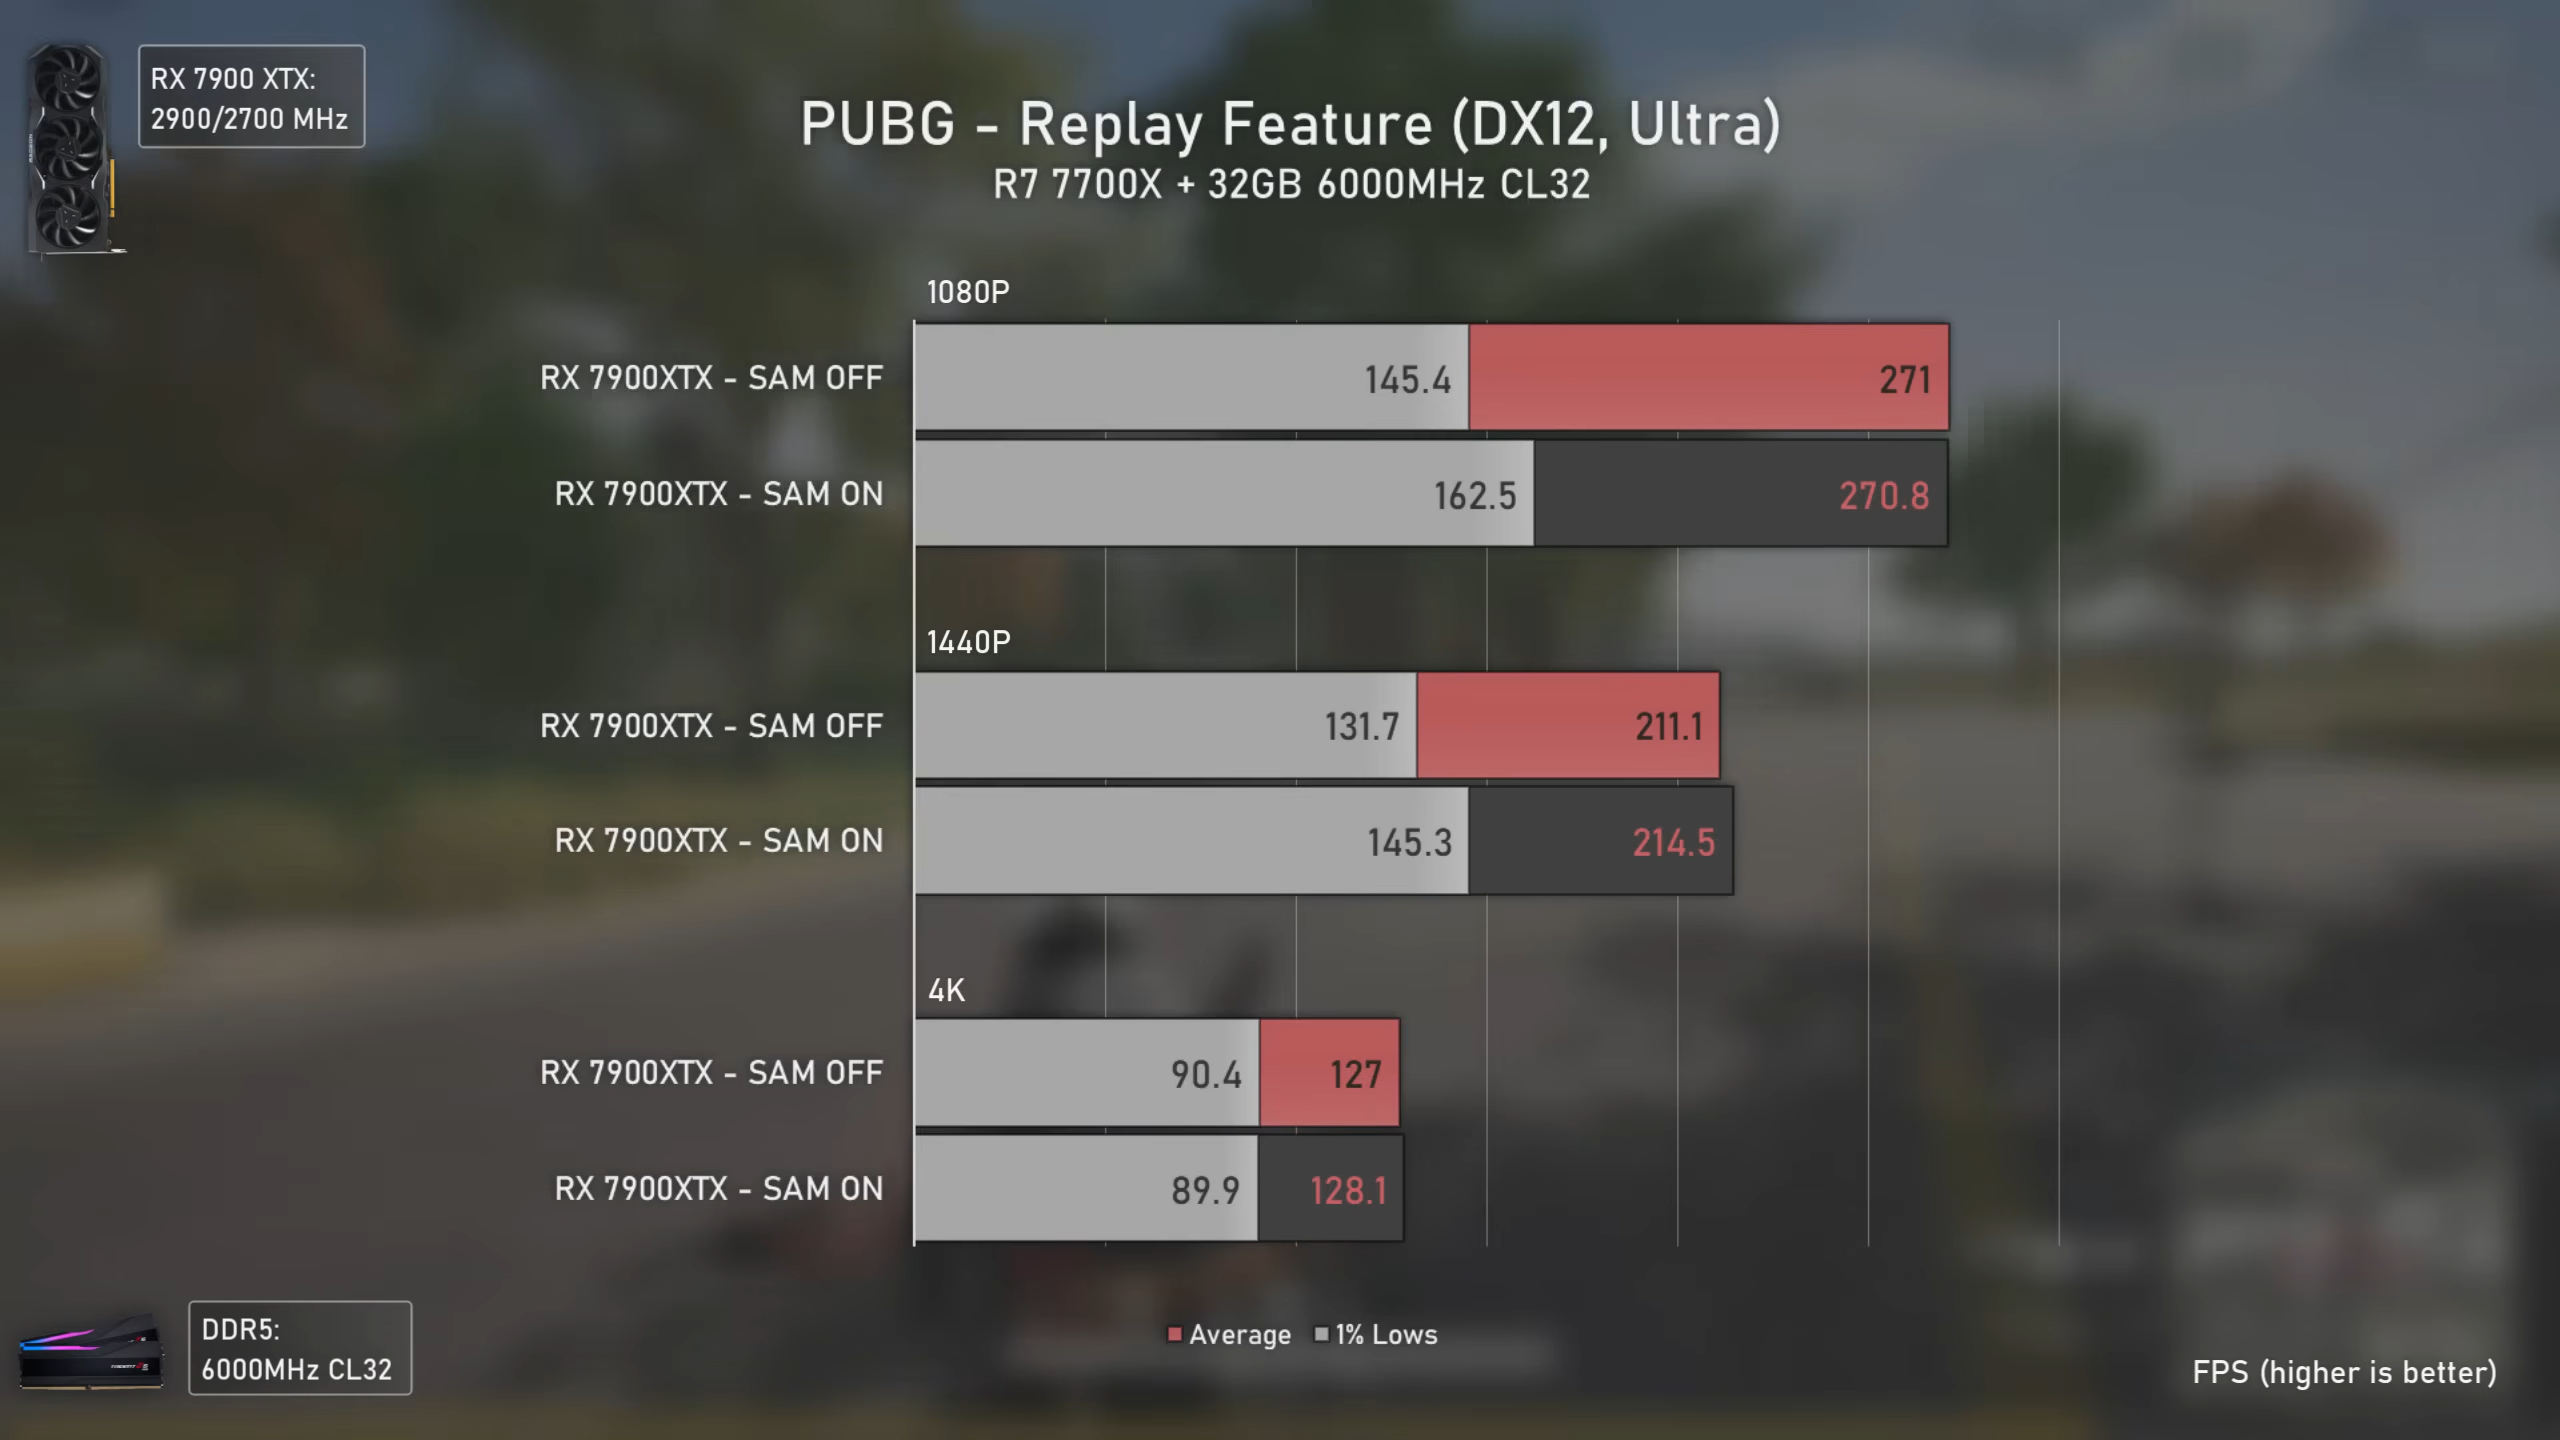 RX 7900 XTX:
2900/2700 MHz
PUBG - Replay Feature (DX12, Ultra)
R7 7700X + 32GB 6000MHz CL32
1080P
RX 7900XTX - SAM OFF
145.4
271
RX 7900XTX - SAM ON
162.5
270.8
1440P
RX 7900XTX - SAM OFF
131.7
211.1
RX 7900XTX - SAM ON
145.3
214.5
4K
RX 7900XTX - SAM OFF
90.4
127
RX 7900XTX - SAM ON
89.9
128.1
DDR5:
6000MHz CL32
Average
1% Lows
FPS (higher is better)